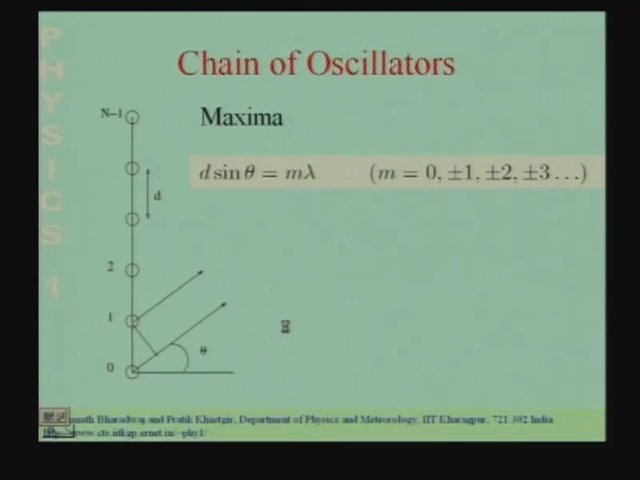 PHYSICS 1
Chain of Oscillators
Maxima
d sin θ = mλ (m = 0, ±1, ±2, ±3 …)
N-1
d
2
1
θ
0
Bharadwaj and Pratik Khastgir, Department of Physics and Meteorology, IIT Kharagpur, 721 302 India
www.cts.iitkgp.ernet.in/~phy1/